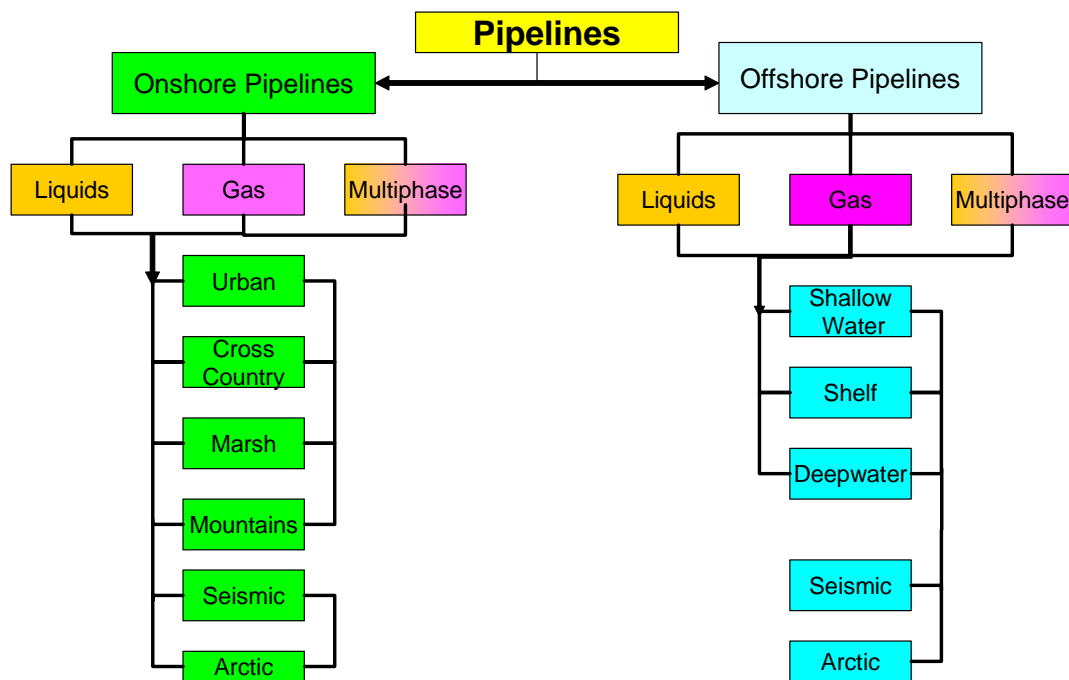 Pipelines
Onshore Pipelines
Offshore Pipelines
Liquids
Gas
Multiphase
Liquids
Gas
Multiphase
Urban
Cross
Country
Marsh
Mountains
Seismic
Arctic
Shallow
Water
Shelf
Deepwater
Seismic
Arctic